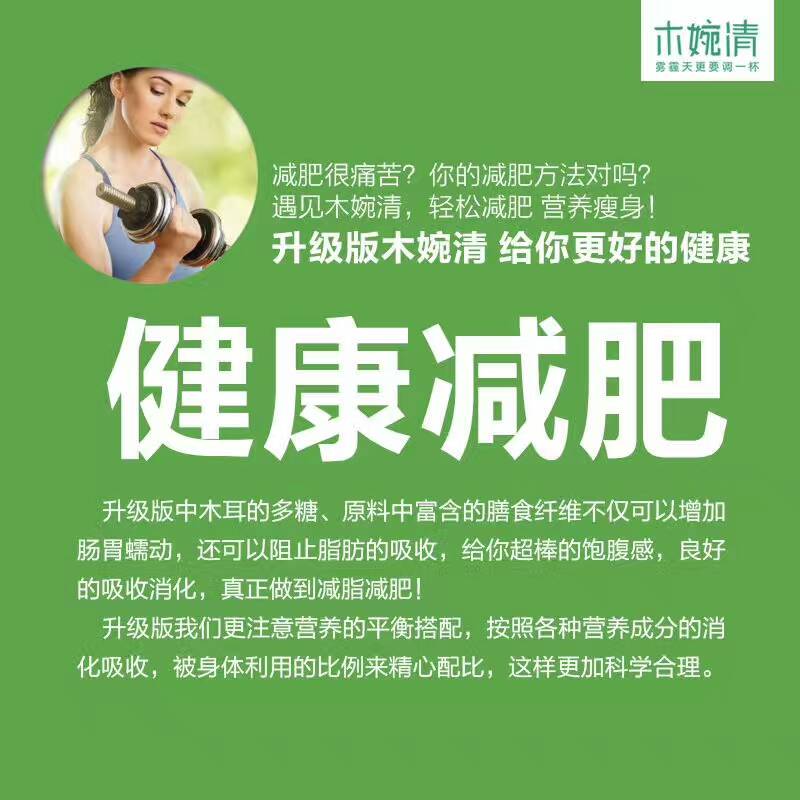 木婉清
雾霾天更要调一杯
减肥很痛苦？你的减肥方法对吗？
遇见木婉清，轻松减肥 营养瘦身！
升级版木婉清 给你更好的健康
健康减肥
升级版中木耳的多糖、原料中富含的膳食纤维不仅可以增加
肠胃蠕动，还可以阻止脂肪的吸收，给你超棒的饱腹感，良好
的吸收消化，真正做到减脂减肥！
升级版我们更注意营养的平衡搭配，按照各种营养成分的消
化吸收，被身体利用的比例来精心配比，这样更加科学合理。